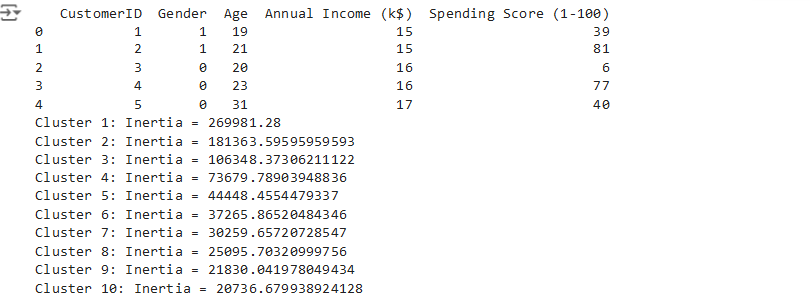 CustomerID Gender Age Annual Income (k$) Spending Score (1-100)
0 1 1 19 15 39
1 2 1 21 15 81
2 3 0 20 16 6
3 4 0 23 16 77
4 5 0 31 17 40
Cluster 1: Inertia = 269981.28
Cluster 2: Inertia = 181363.59595959593
Cluster 3: Inertia = 106348.37306211122
Cluster 4: Inertia = 73679.78903948836
Cluster 5: Inertia = 44448.4554479337
Cluster 6: Inertia = 37265.86520484346
Cluster 7: Inertia = 30259.65720728547
Cluster 8: Inertia = 25095.70320999756
Cluster 9: Inertia = 21830.041978049434
Cluster 10: Inertia = 20736.679938924128